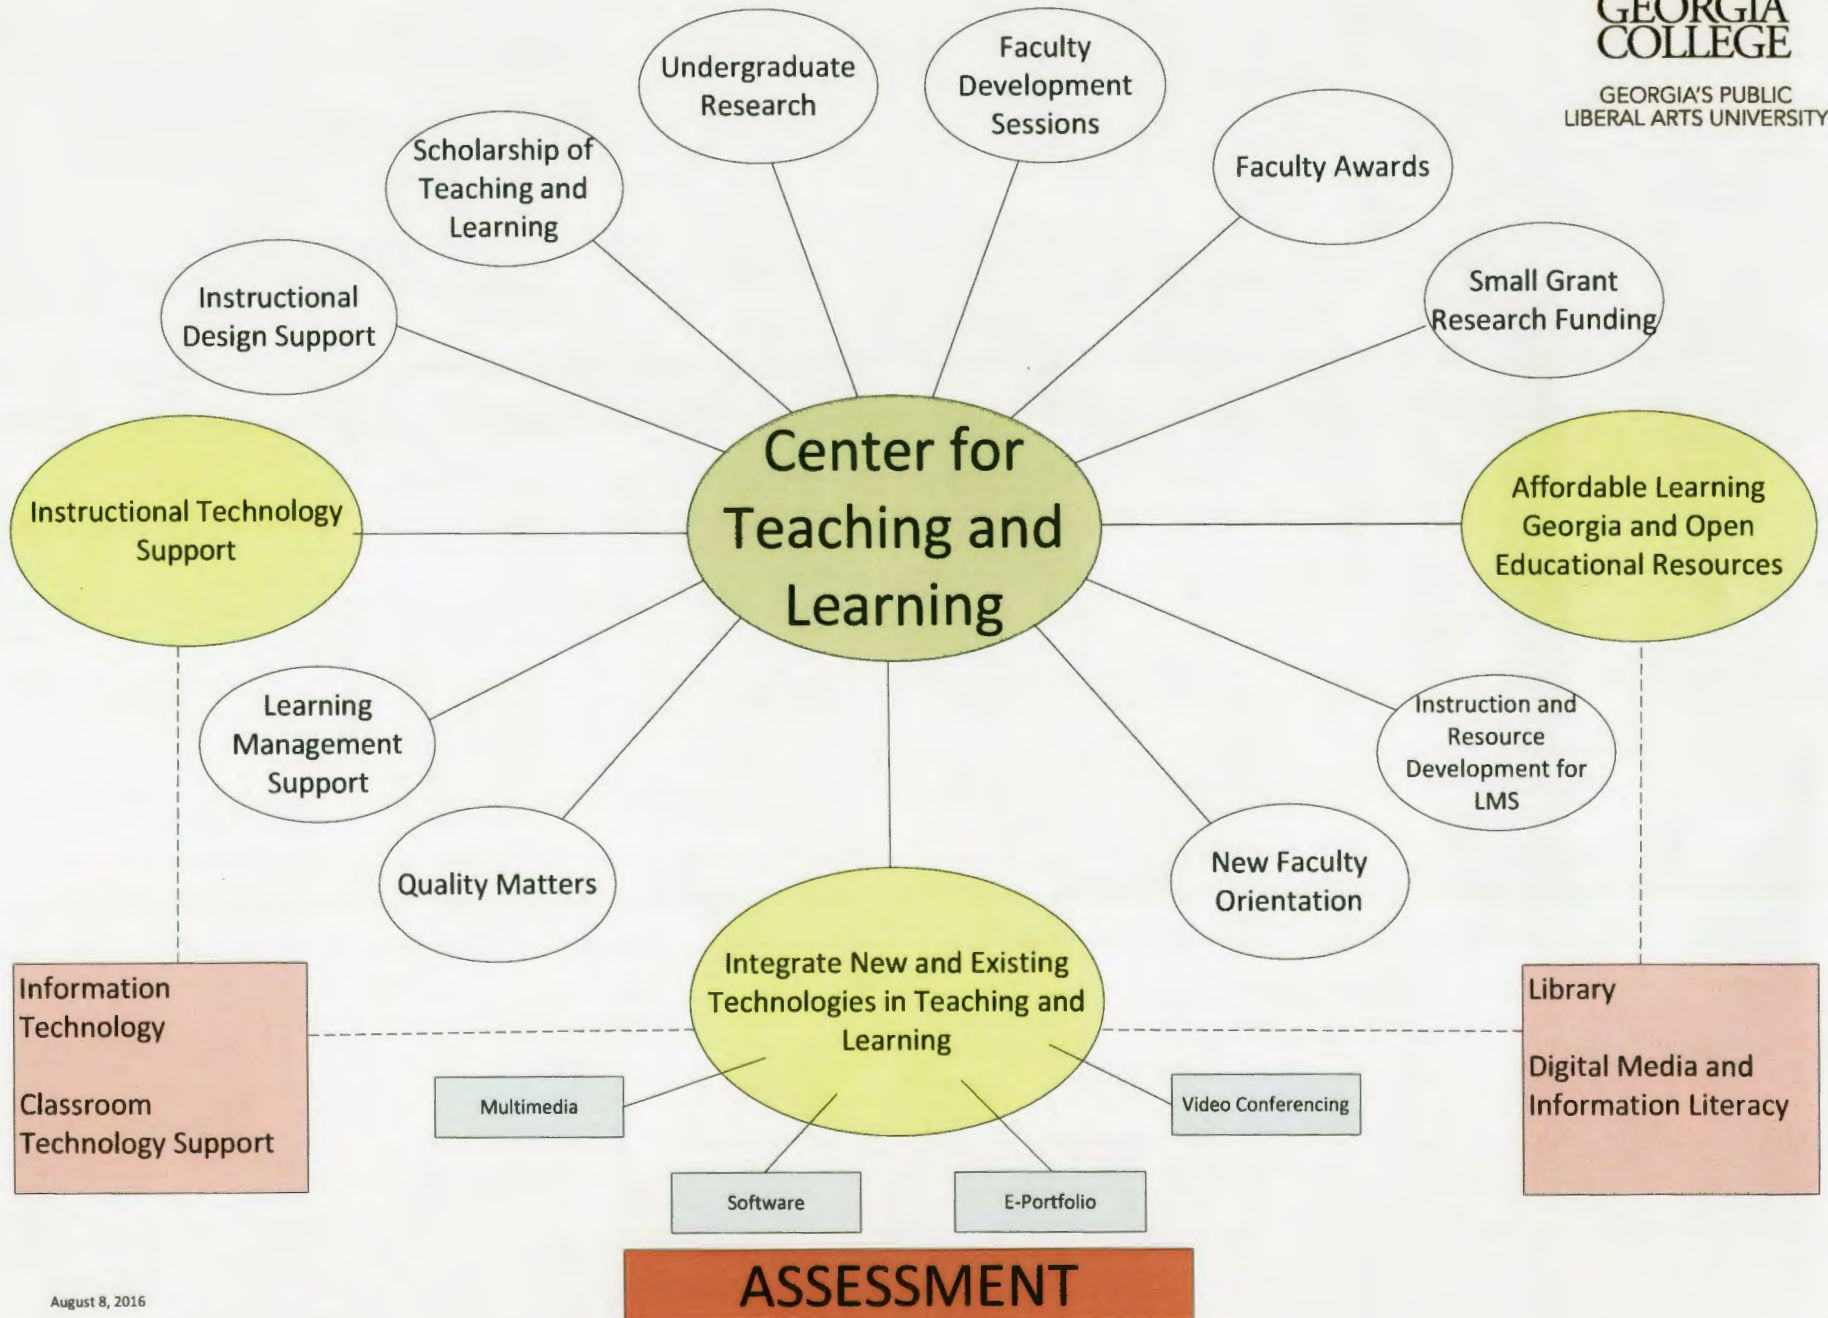 GEORGIA
COLLEGE
GEORGIA'S PUBLIC
LIBERAL ARTS UNIVERSITY
Undergraduate
Research
Faculty
Development
Sessions
Scholarship of
Teaching and
Learning
Faculty Awards
Instructional
Design Support
Small Grant
Research Funding
Center for
Teaching and
Learning
Instructional Technology
Support
Affordable Learning
Georgia and Open
Educational Resources
Learning
Management
Support
Instruction and
Resource
Development for
LMS
Quality Matters
New Faculty
Orientation
Integrate New and Existing
Technologies in Teaching and
Learning
Information
Technology
Classroom
Technology Support
Library
Digital Media and
Information Literacy
Multimedia
Video Conferencing
Software
E-Portfolio
ASSESSMENT
August 8, 2016